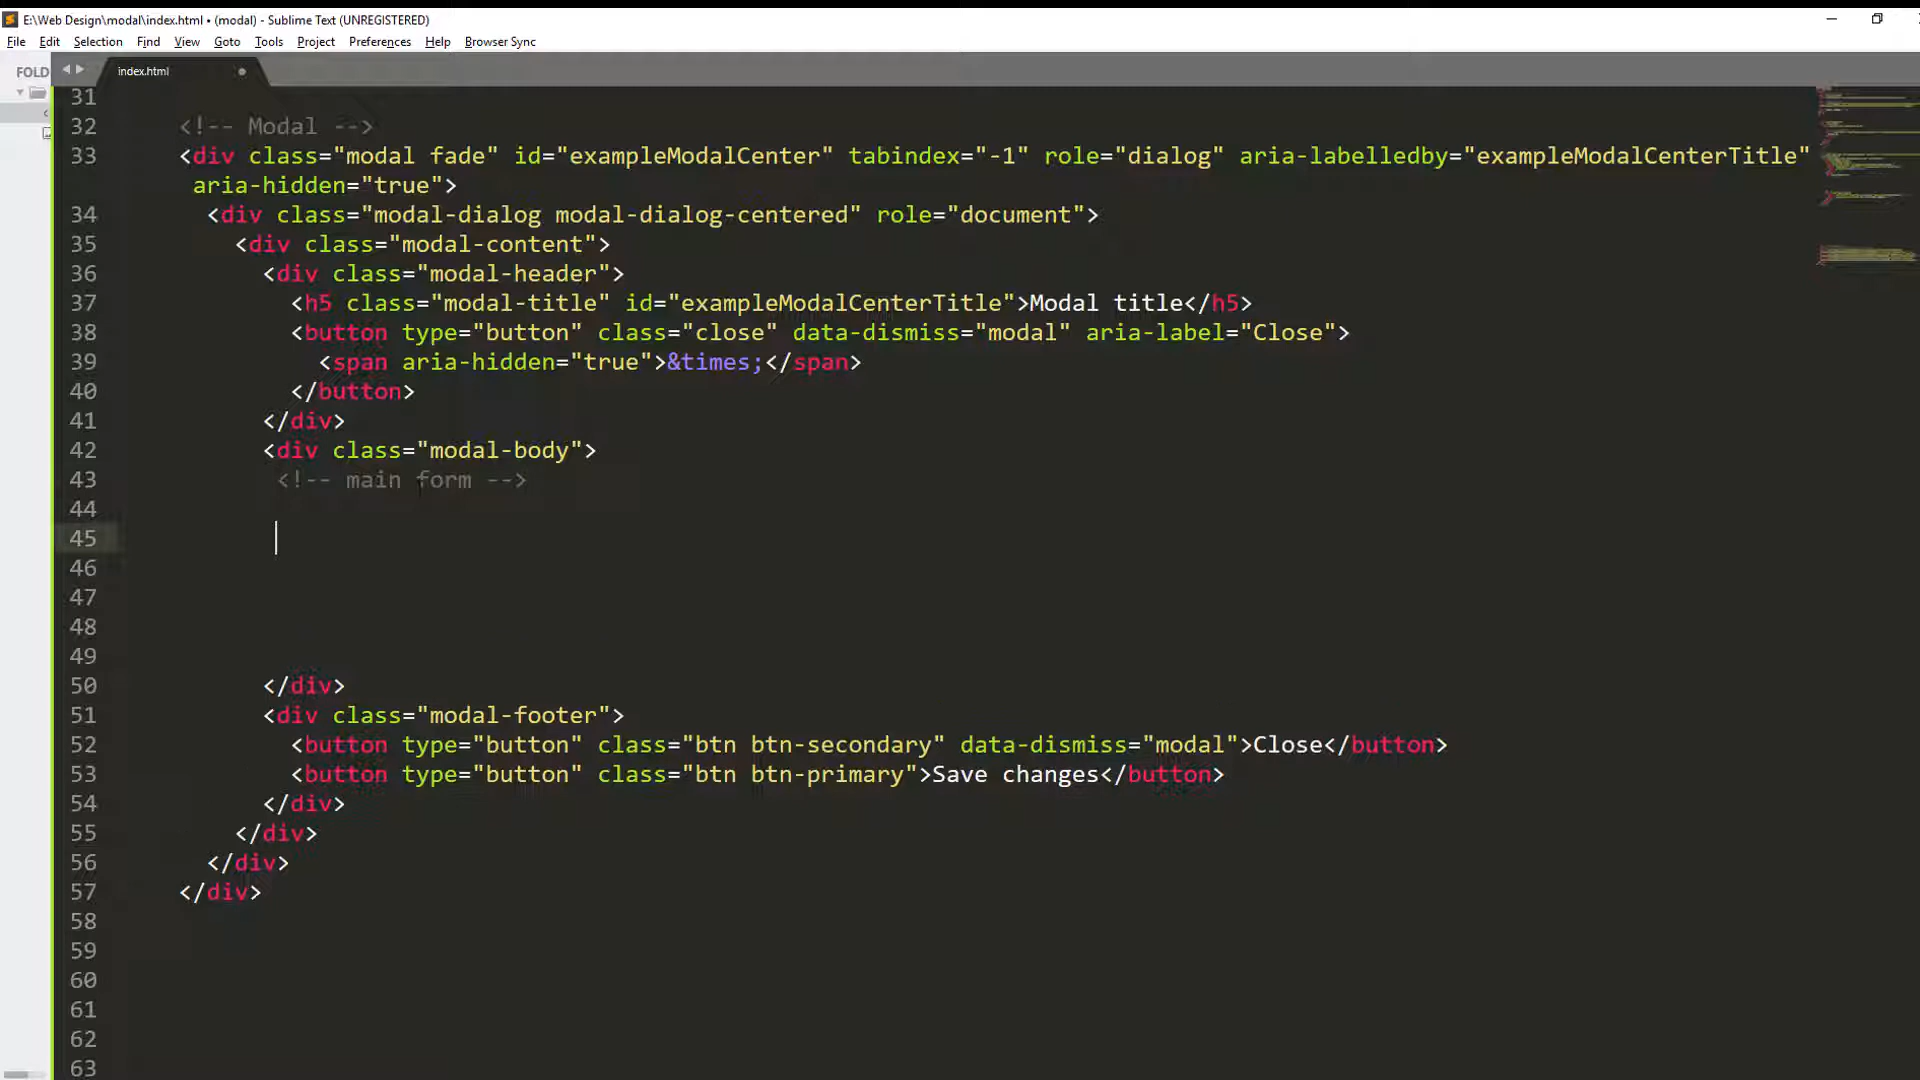 E:\Web Design\modal\index.html • (modal) - Sublime Text (UNREGISTERED)
File Edit Selection Find View Goto Tools Project Preferences Help Browser Sync
FOLD
index.html
31
32 <!-- Modal -->
33 <div class="modal fade" id="exampleModalCenter" tabindex="-1" role="dialog" aria-labelledby="exampleModalCenterTitle"
aria-hidden="true">
34 <div class="modal-dialog modal-dialog-centered" role="document">
35 <div class="modal-content">
36 <div class="modal-header">
37 <h5 class="modal-title" id="exampleModalCenterTitle">Modal title</h5>
38 <button type="button" class="close" data-dismiss="modal" aria-label="Close">
39 <span aria-hidden="true">&times;</span>
40 </button>
41 </div>
42 <div class="modal-body">
43 <!-- main form -->
44
45
46
47
48
49
50 </div>
51 <div class="modal-footer">
52 <button type="button" class="btn btn-secondary" data-dismiss="modal">Close</button>
53 <button type="button" class="btn btn-primary">Save changes</button>
54 </div>
55 </div>
56 </div>
57 </div>
58
59
60
61
62
63